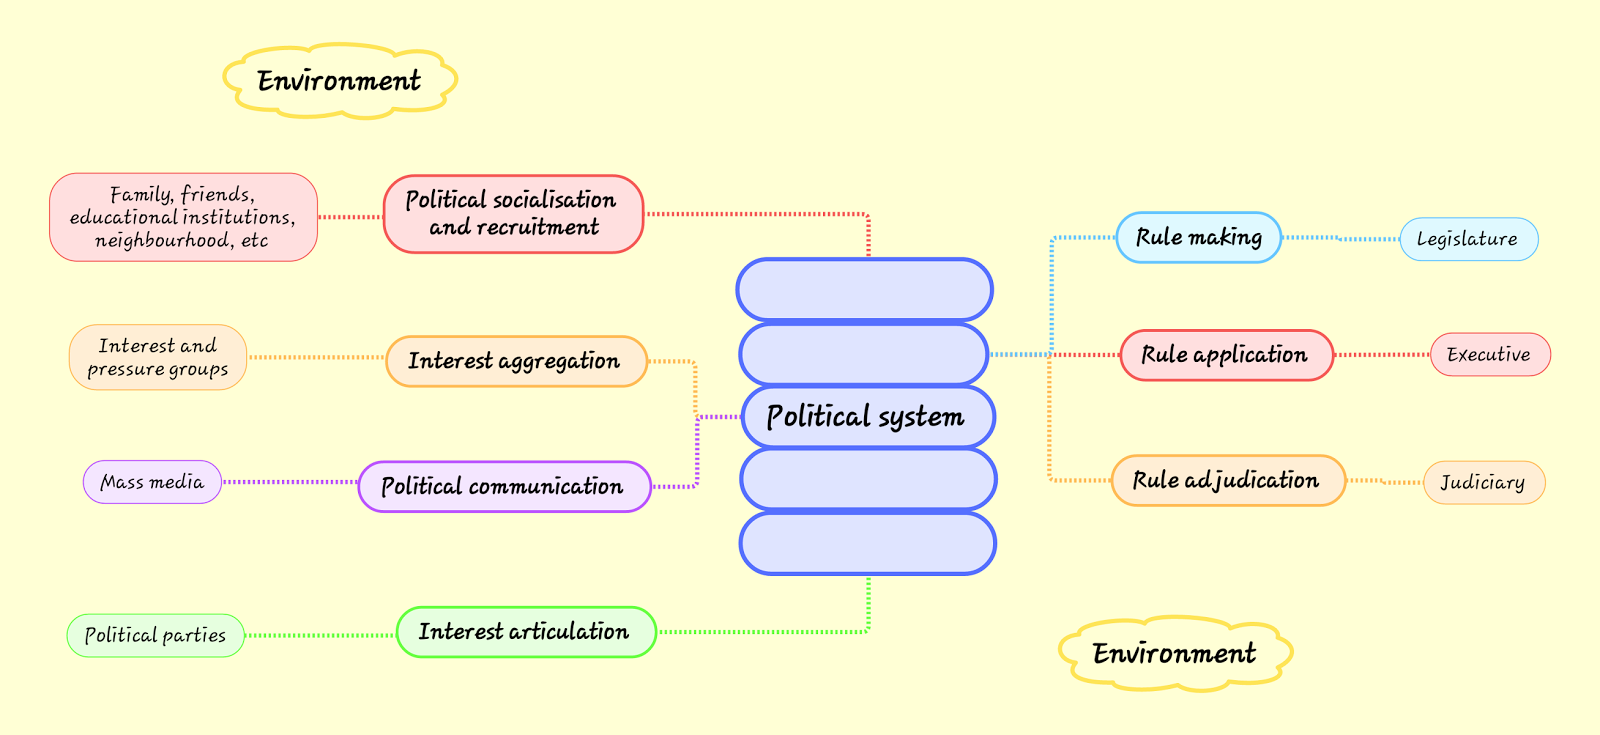 Environment
Political socialisation
and recruitment
Family, friends,
educational institutions,
neighbourhood, etc
Interest aggregation
Interest and
pressure groups
Political communication
Mass media
Interest articulation
Political parties
Political system
Rule making
Legislature
Rule application
Executive
Rule adjudication
Judiciary
Environment